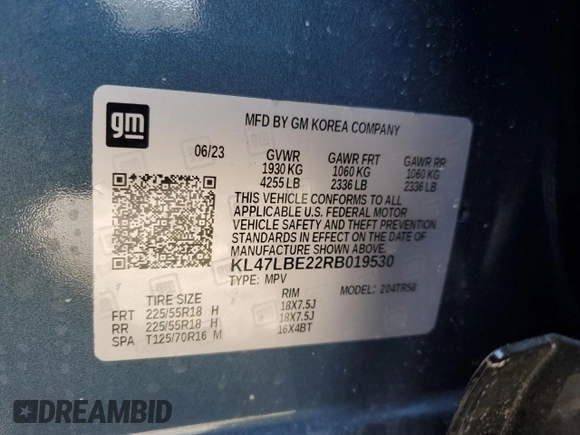 gm
MFD BY GM KOREA COMPANY
06/23 GVWR GAWR FRT GAWR RR
1930 KG 1060 KG 1060 KG
4255 LB 2336 LB 2336 LB
THIS VEHICLE CONFORMS TO ALL
APPLICABLE U.S. FEDERAL MOTOR
VEHICLE SAFETY AND THEFT PREVENTION
STANDARDS IN EFFECT ON THE DATE OF
MANUFACTURE SHOWN ABOVE.
KL47LBE22RB019530
TYPE: MPV MODEL: 204TR58
TIRE SIZE RIM
FRT 225/55R18 H 18X7.5J
RR 225/55R18 H 18X7.5J
SPA T125/70R16 M 16X4BT
DREAMBID